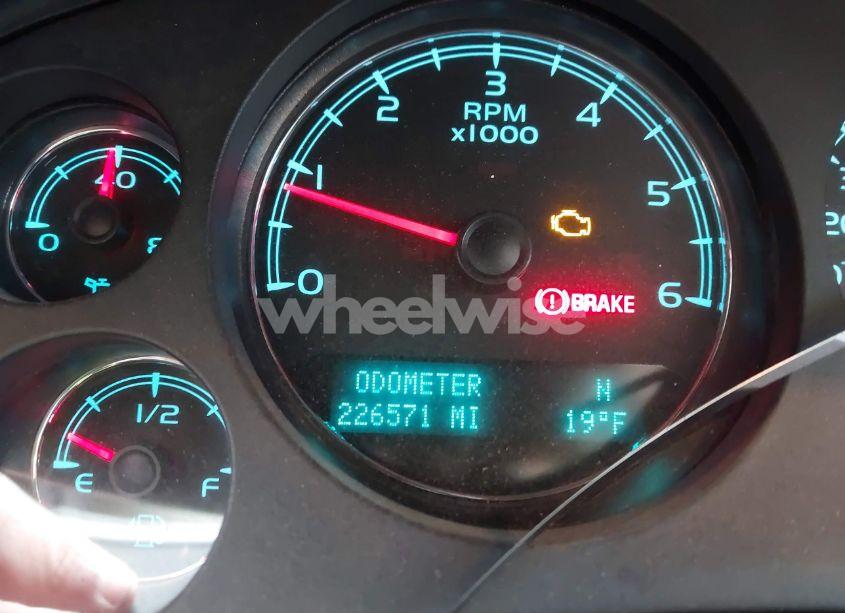 3
2
4
RPM
x1000
1
5
0
6
40
0
8
BRAKE
wheelwise
ODOMETER
N
226571 MI
19°F
1/2
E
F